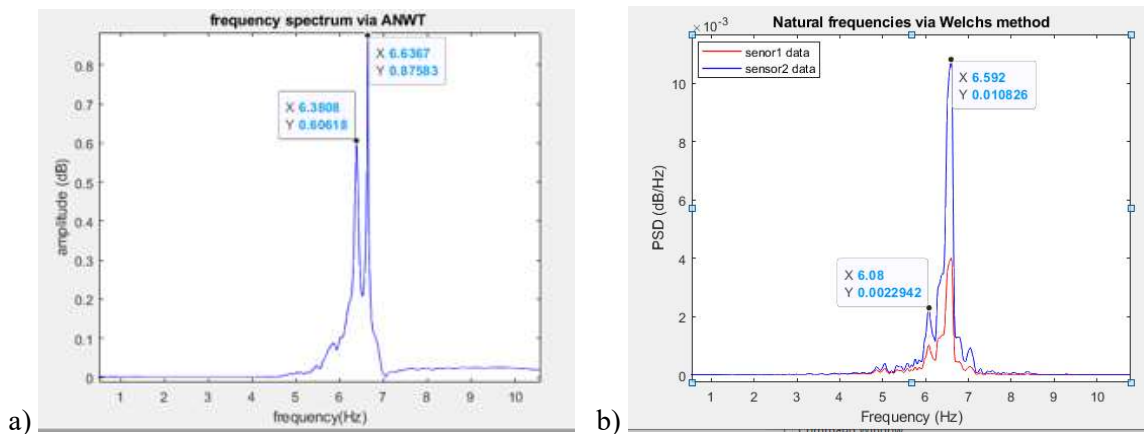 frequency spectrum via ANWT
0.8
0.7
0.6
0.5
0.4
0.3
0.2
0.1
0
amplitude (dB)
X 6.6367
Y 0.87583
X 6.3808
Y 0.60618
1 2 3 4 5 6 7 8 9 10
frequency(Hz)
a)
×10⁻³
Natural frequencies via Welchs method
senor1 data
sensor2 data
10
8
6
4
2
0
PSD (dB/Hz)
X 6.592
Y 0.010826
X 6.08
Y 0.0022942
1 2 3 4 5 6 7 8 9 10
Frequency (Hz)
b)